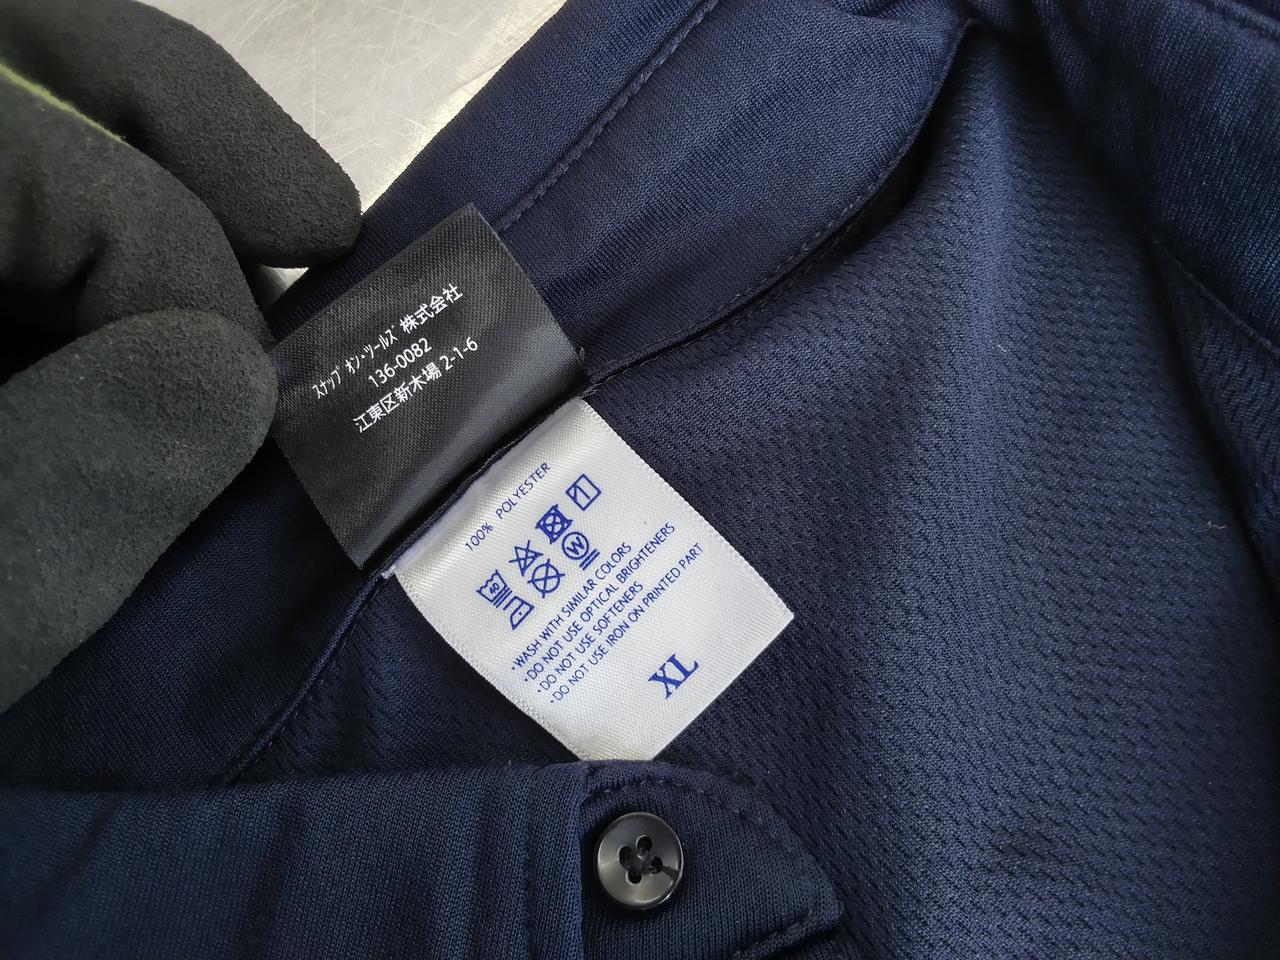 スナップオン・ツールズ 株式会社
136-0082
江東区新木場 2-1-6
100% POLYESTER
40
W
•WASH WITH SIMILAR COLORS
•DO NOT USE OPTICAL BRIGHTENERS
•DO NOT USE SOFTENERS
•DO NOT USE IRON ON PRINTED PART
XL